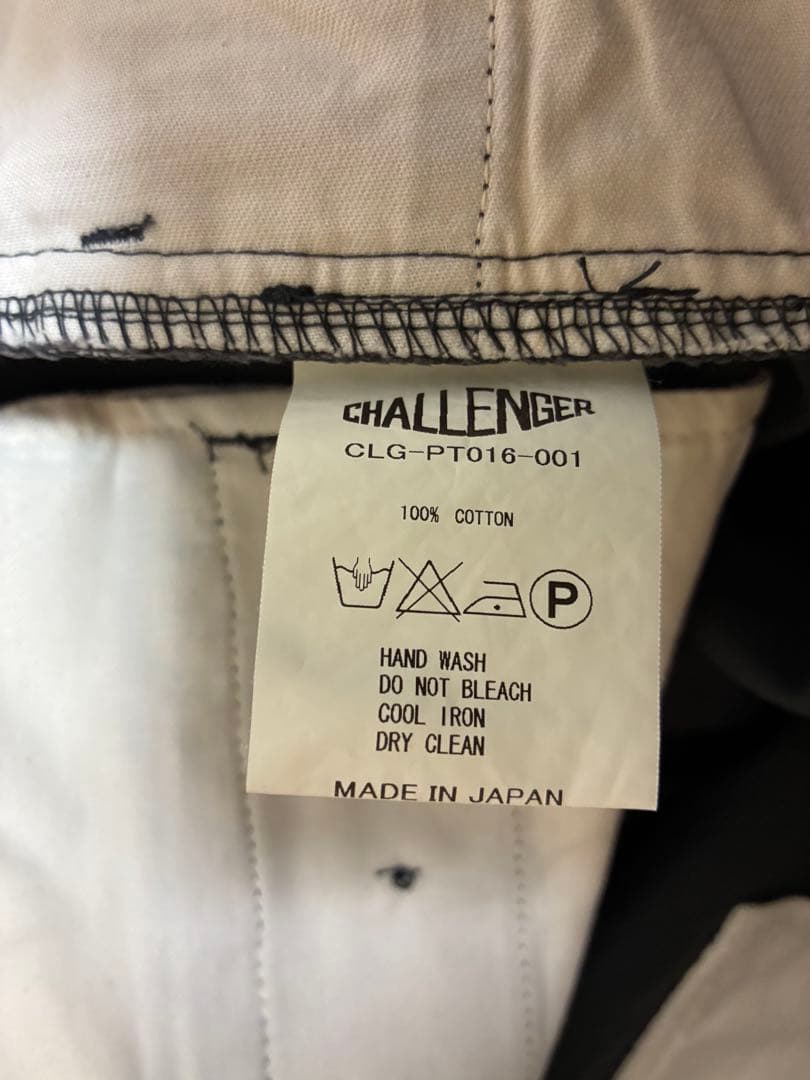 CHALLENGER
CLG-PT016-001
100% COTTON
P
HAND WASH
DO NOT BLEACH
COOL IRON
DRY CLEAN
MADE IN JAPAN